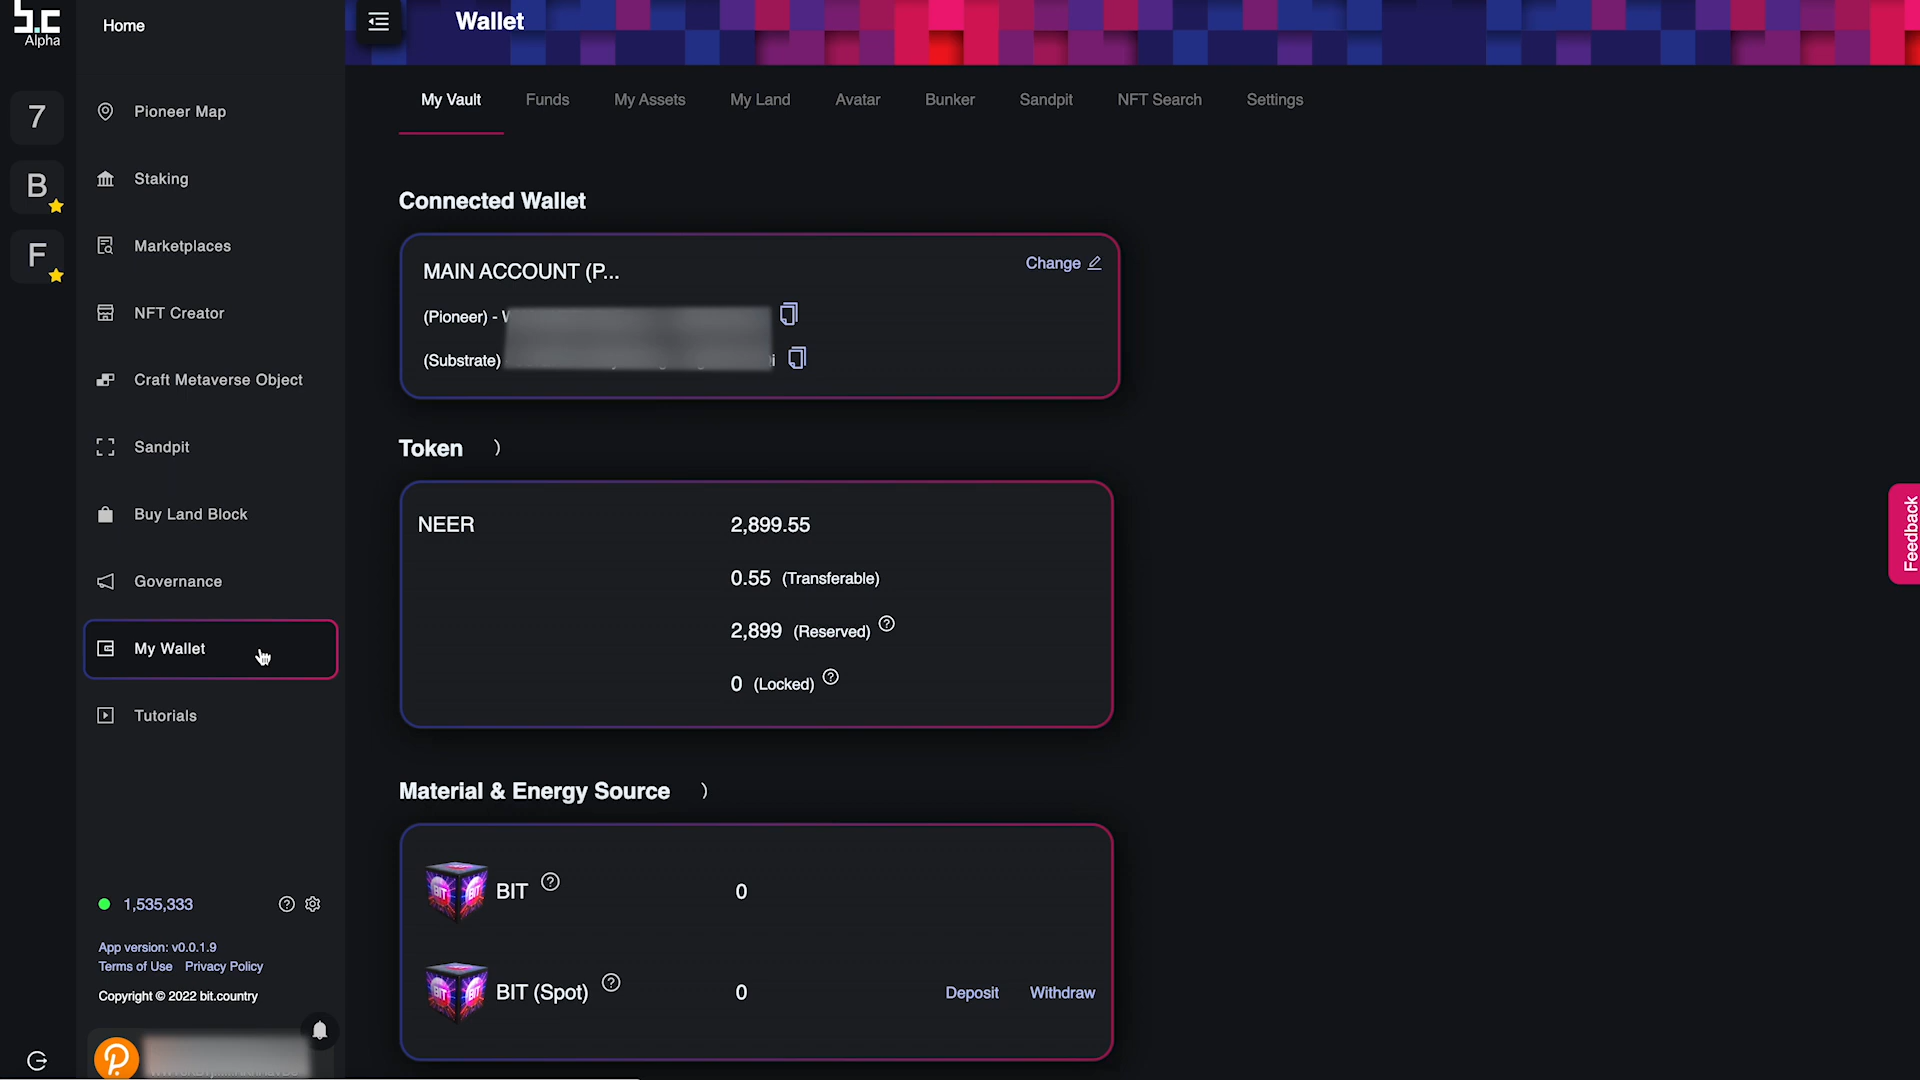 b.c
Alpha
7
B
F
Home
Pioneer Map
Staking
Marketplaces
NFT Creator
Craft Metaverse Object
Sandpit
Buy Land Block
Governance
My Wallet
Tutorials
1,535,333
App version: v0.0.1.9
Terms of Use Privacy Policy
Copyright © 2022 bit.country
Wallet
My Vault Funds My Assets My Land Avatar Bunker Sandpit NFT Search Settings
Connected Wallet
MAIN ACCOUNT (P... Change
(Pioneer) -
(Substrate)
Token
NEER 2,899.55
0.55 (Transferable)
2,899 (Reserved) ?
0 (Locked) ?
Material & Energy Source
BIT ? 0
BIT (Spot) ? 0 Deposit Withdraw
Feedback